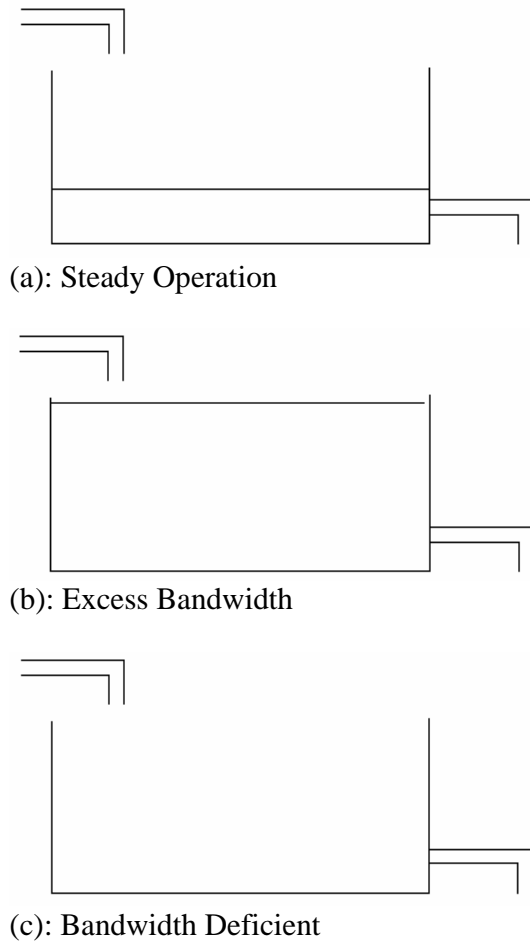 (a): Steady Operation
(b): Excess Bandwidth
(c): Bandwidth Deficient